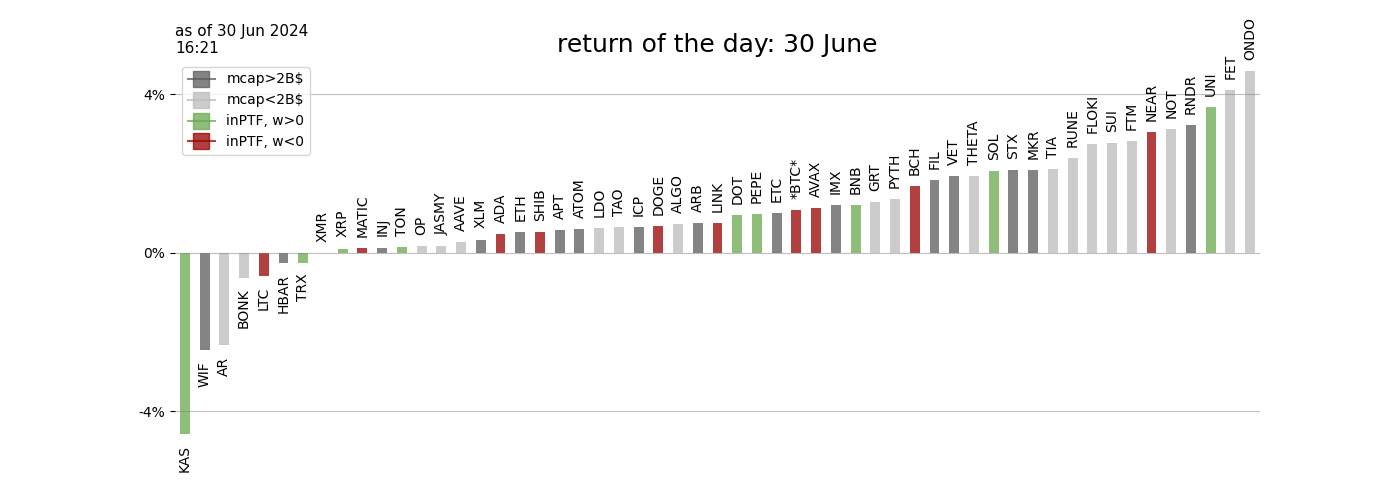 as of 30 Jun 2024
16:21
return of the day: 30 June
mcap>2B$
mcap<2B$
inPTF, w>0
inPTF, w<0
4%
0%
-4%
KAS
WIF
AR
BONK
LTC
HBAR
TRX
XMR
XRP
MATIC
INJ
TON
OP
JASMY
AAVE
XLM
ADA
ETH
SHIB
APT
ATOM
LDO
TAO
ICP
DOGE
ALGO
ARB
LINK
DOT
PEPE
ETC
*BTC*
AVAX
IMX
BNB
GRT
PYTH
BCH
FIL
VET
THETA
SOL
STX
MKR
TIA
RUNE
FLOKI
SUI
FTM
NEAR
NOT
RNDR
UNI
FET
ONDO